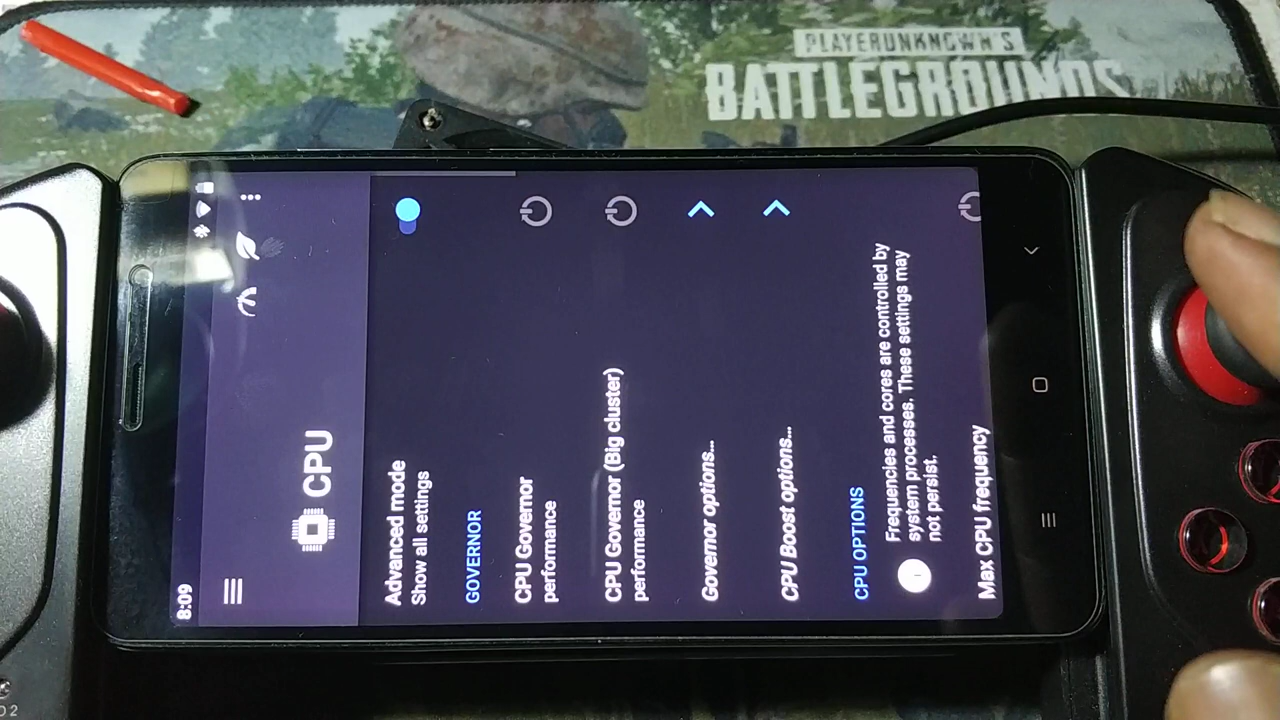 PLAYERUNKNOWN'S
BATTLEGROUNDS
8:09
CPU
Advanced mode
Show all settings
GOVERNOR
CPU Governor
performance
CPU Governor (Big cluster)
performance
Governor options...
CPU Boost options...
CPU OPTIONS
Frequencies and cores are controlled by
system processes. These settings may
not persist.
Max CPU frequency